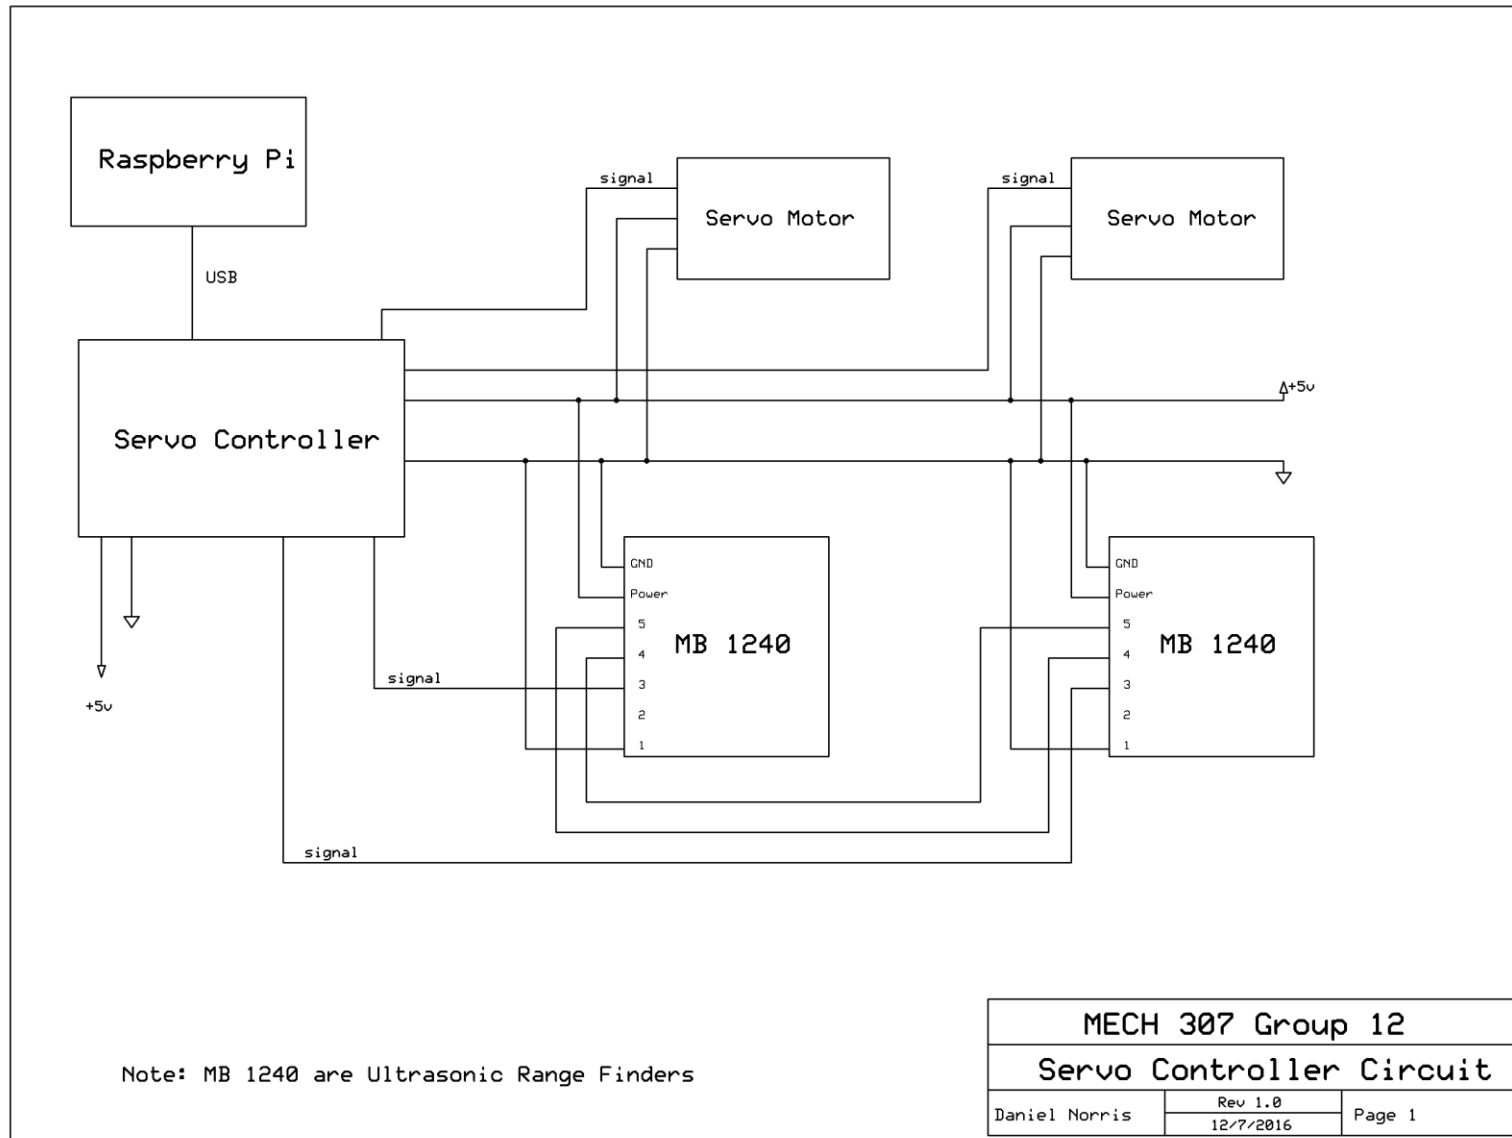 Raspberry Pi
USB
signal
Servo Motor
signal
Servo Motor
+5v
Servo Controller
+5v
GND
Power
5
4
3
2
1
MB 1240
signal
GND
Power
5
4
3
2
1
MB 1240
signal
Note: MB 1240 are Ultrasonic Range Finders
MECH 307 Group 12
Servo Controller Circuit
Daniel Norris
Rev 1.0
12/7/2016
Page 1